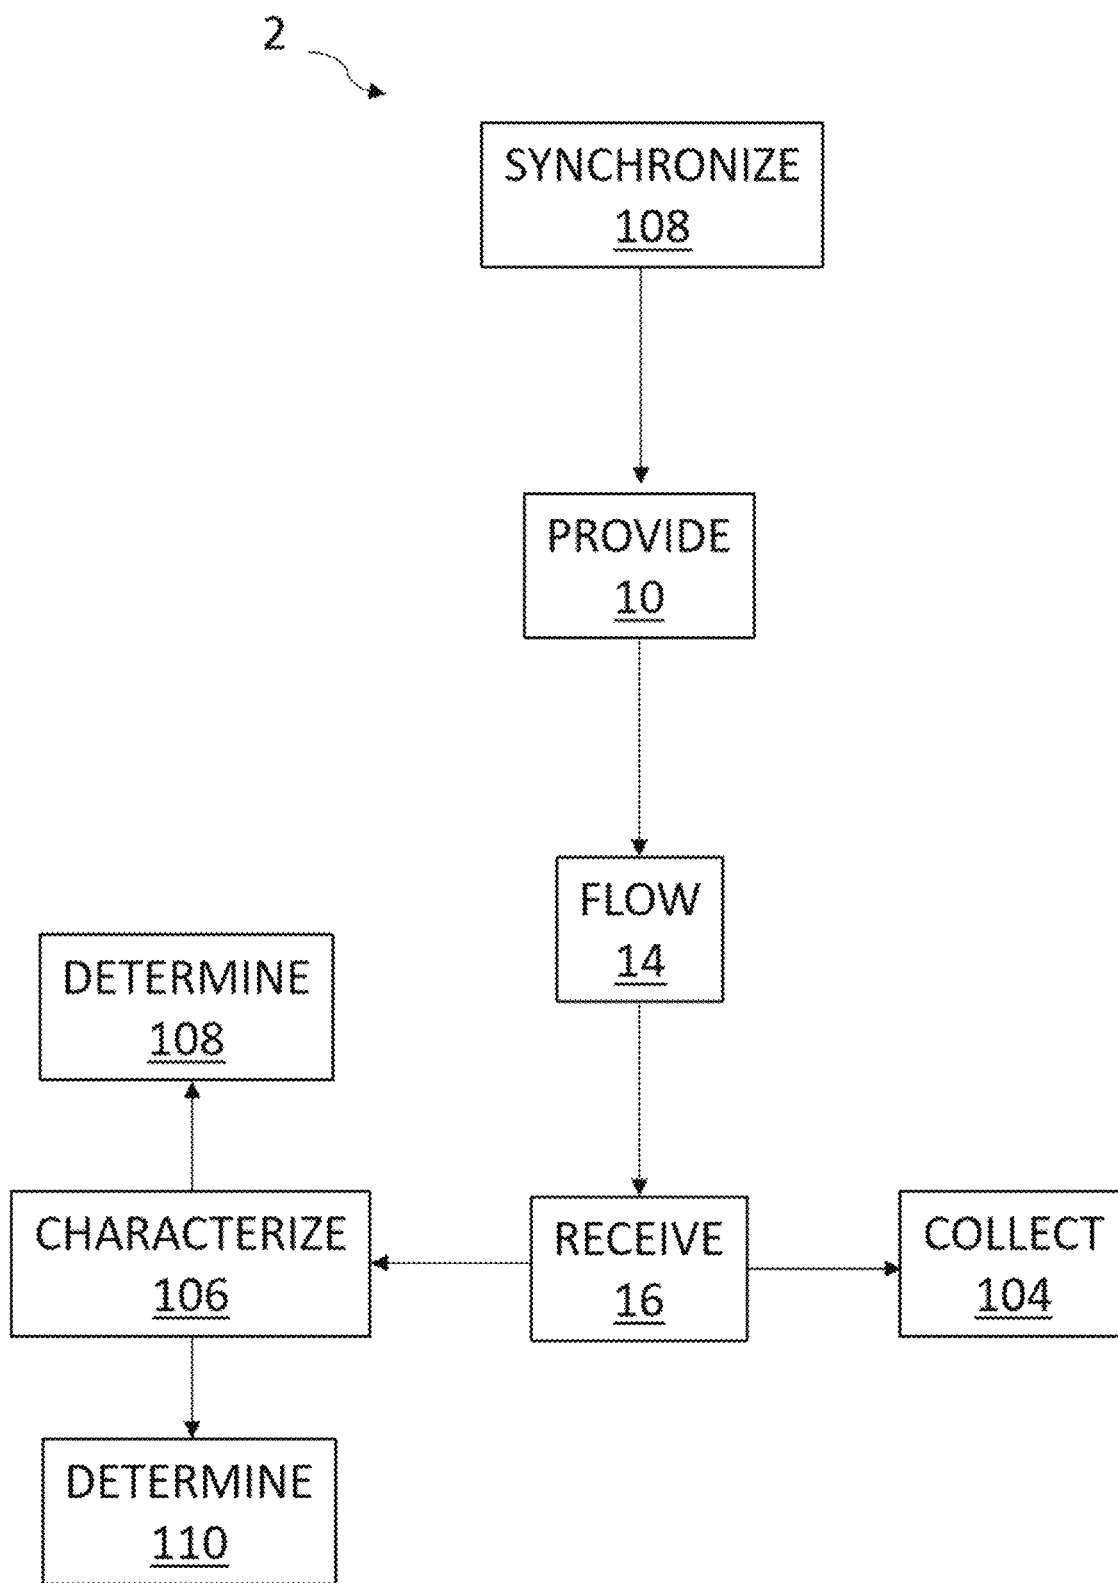 2
SYNCHRONIZE
108
PROVIDE
10
FLOW
14
DETERMINE
108
CHARACTERIZE
106
RECEIVE
16
COLLECT
104
DETERMINE
110